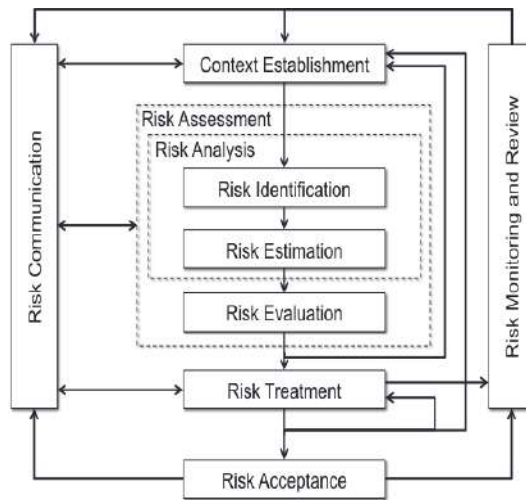 Context Establishment
Risk Assessment
Risk Analysis
Risk Identification
Risk Estimation
Risk Evaluation
Risk Treatment
Risk Acceptance
Risk Communication
Risk Monitoring and Review